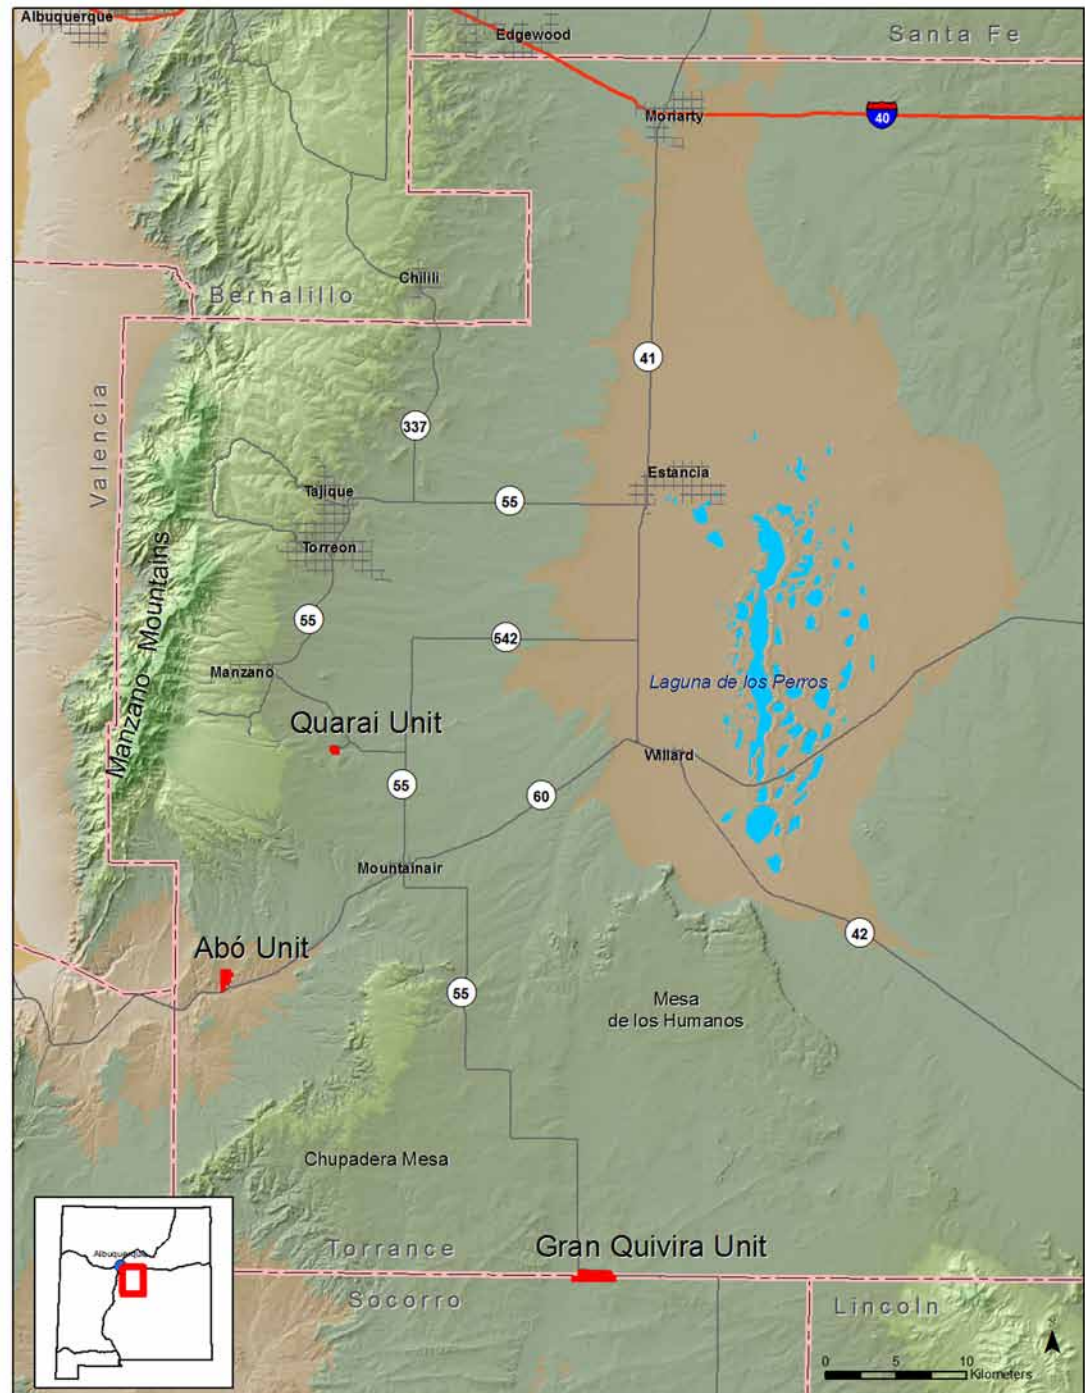 Albuquerque
Edgewood
Santa Fe
Moriarty
40
Chilili
Bernalillo
41
Valencia
337
Estancia
Tajique
55
Torreon
Manzano Mountains
55
542
Manzano
Laguna de los Perros
Quarai Unit
Willard
55
60
Mountainair
42
Abó Unit
55
Mesa
de los Humanos
Chupadera Mesa
Albuquerque
Torrance
Gran Quivira Unit
Socorro
Lincoln
0 5 10
Kilometers